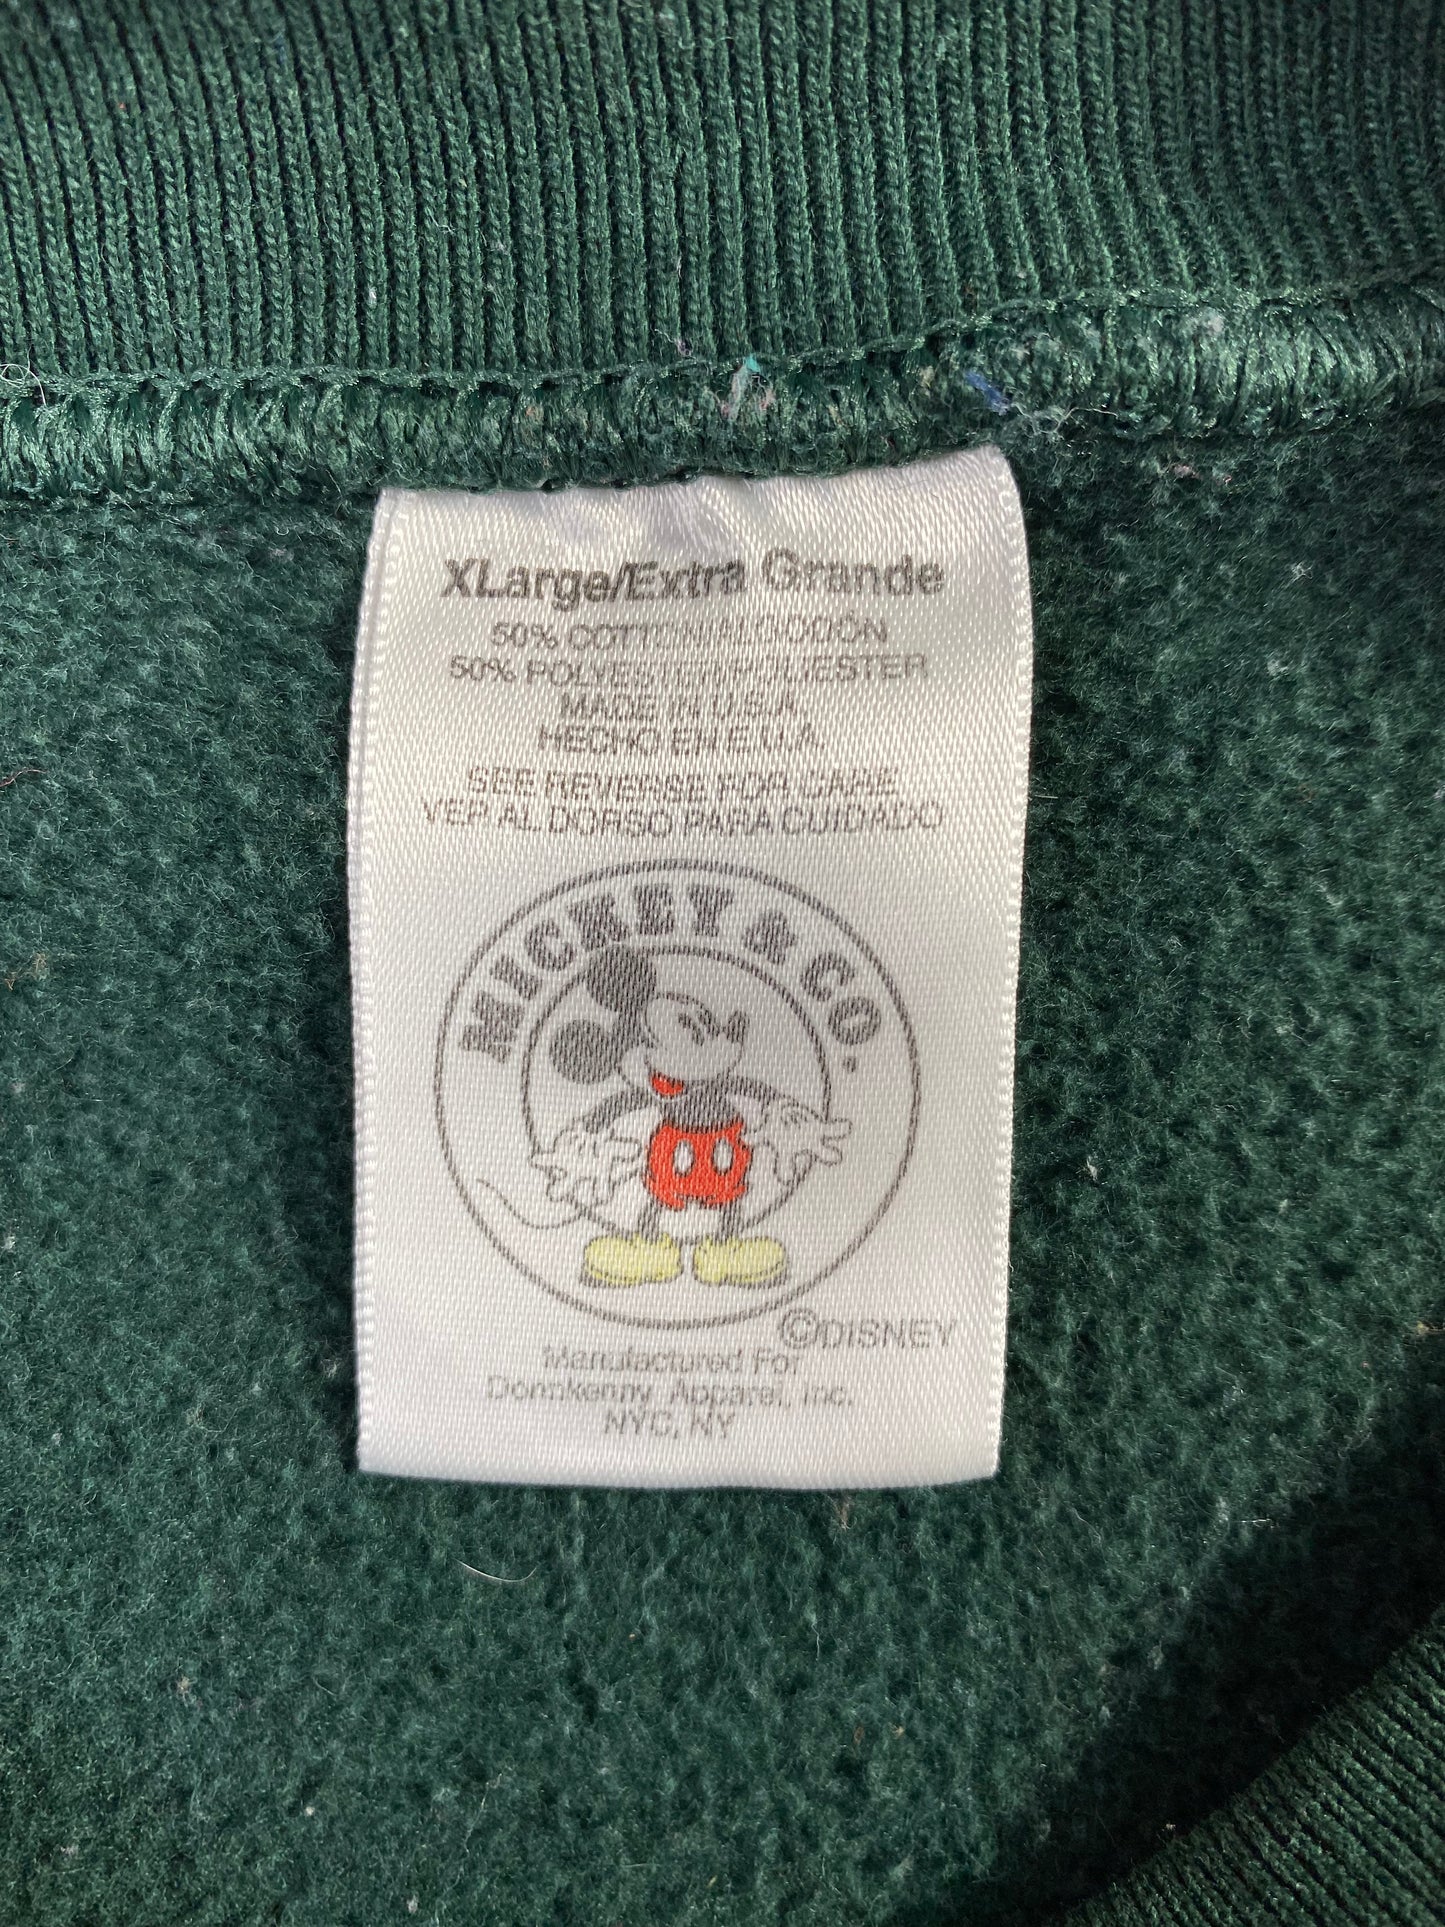 XLarge/Extra Grande
50% COTTON/ALGODÓN
50% POLYESTER/POLIESTER
MADE IN U.S.A.
HECHO EN E.U.A.
SEE REVERSE FOR CARE
VER AL DORSO PARA CUIDADO
MICKEY & CO.
©DISNEY
Manufactured For
Donnkenny Apparel, Inc.
NYC, NY